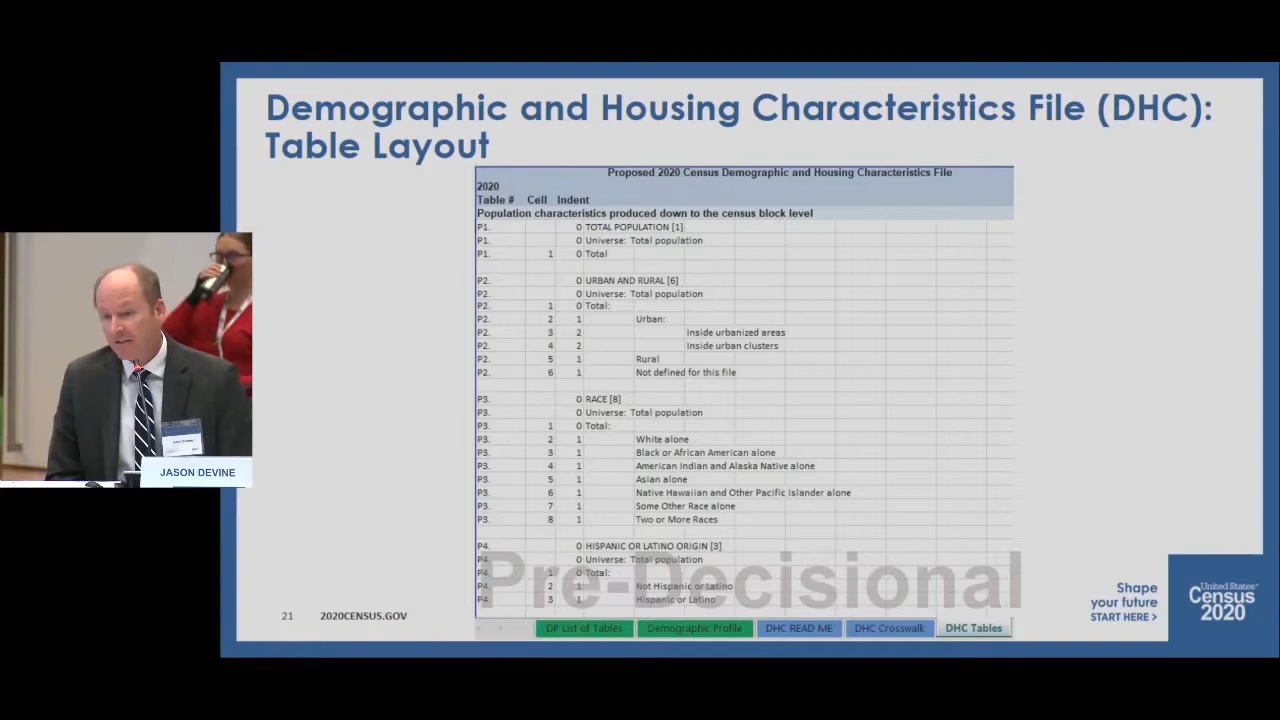 Demographic and Housing Characteristics File (DHC):
Table Layout
Proposed 2020 Census Demographic and Housing Characteristics File
2020
Table # Cell Indent
Population characteristics produced down to the census block level
P1. 0 TOTAL POPULATION [1]
P1. 0 Universe: Total population
P1. 1 0 Total
P2. 0 URBAN AND RURAL [6]
P2. 0 Universe: Total population
P2. 1 0 Total:
P2. 2 1 Urban:
P2. 3 2 Inside urbanized areas
P2. 4 2 Inside urban clusters
P2. 5 1 Rural
P2. 6 1 Not defined for this file
P3. 0 RACE [8]
P3. 0 Universe: Total population
P3. 1 0 Total:
P3. 2 1 White alone
P3. 3 1 Black or African American alone
P3. 4 1 American Indian and Alaska Native alone
P3. 5 1 Asian alone
P3. 6 1 Native Hawaiian and Other Pacific Islander alone
P3. 7 1 Some Other Race alone
P3. 8 1 Two or More Races
P4. 0 HISPANIC OR LATINO ORIGIN [3]
P4. 0 Universe: Total population
P4. 1 0 Total:
P4. 2 1 Not Hispanic or Latino
P4. 3 1 Hispanic or Latino
Pre-Decisional
DP List of Tables Demographic Profile DHC READ ME DHC Crosswalk DHC Tables
21 2020CENSUS.GOV
Shape
your future
START HERE >
United States®
Census
2020
JASON DEVINE